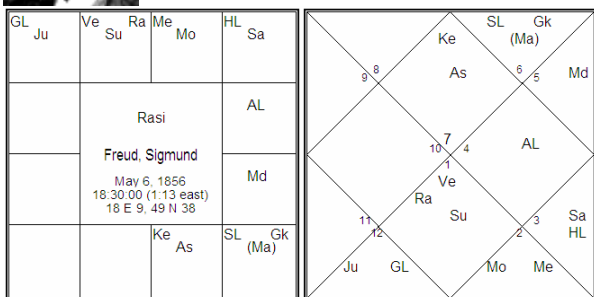 GL
Ju
Ve Ra
Su
Me
Mo
HL
Sa
Rasi
AL
Freud, Sigmund
May 6, 1856
18:30:00 (1:13 east)
18 E 9, 49 N 38
Md
Ke
As
SL Gk
(Ma)
SL Gk
Ke (Ma)
As
9 8
6 5
Md
7
10 4
1
AL
Ve
Ra
Su
11
12
3
2
Sa
HL
Ju GL
Mo Me